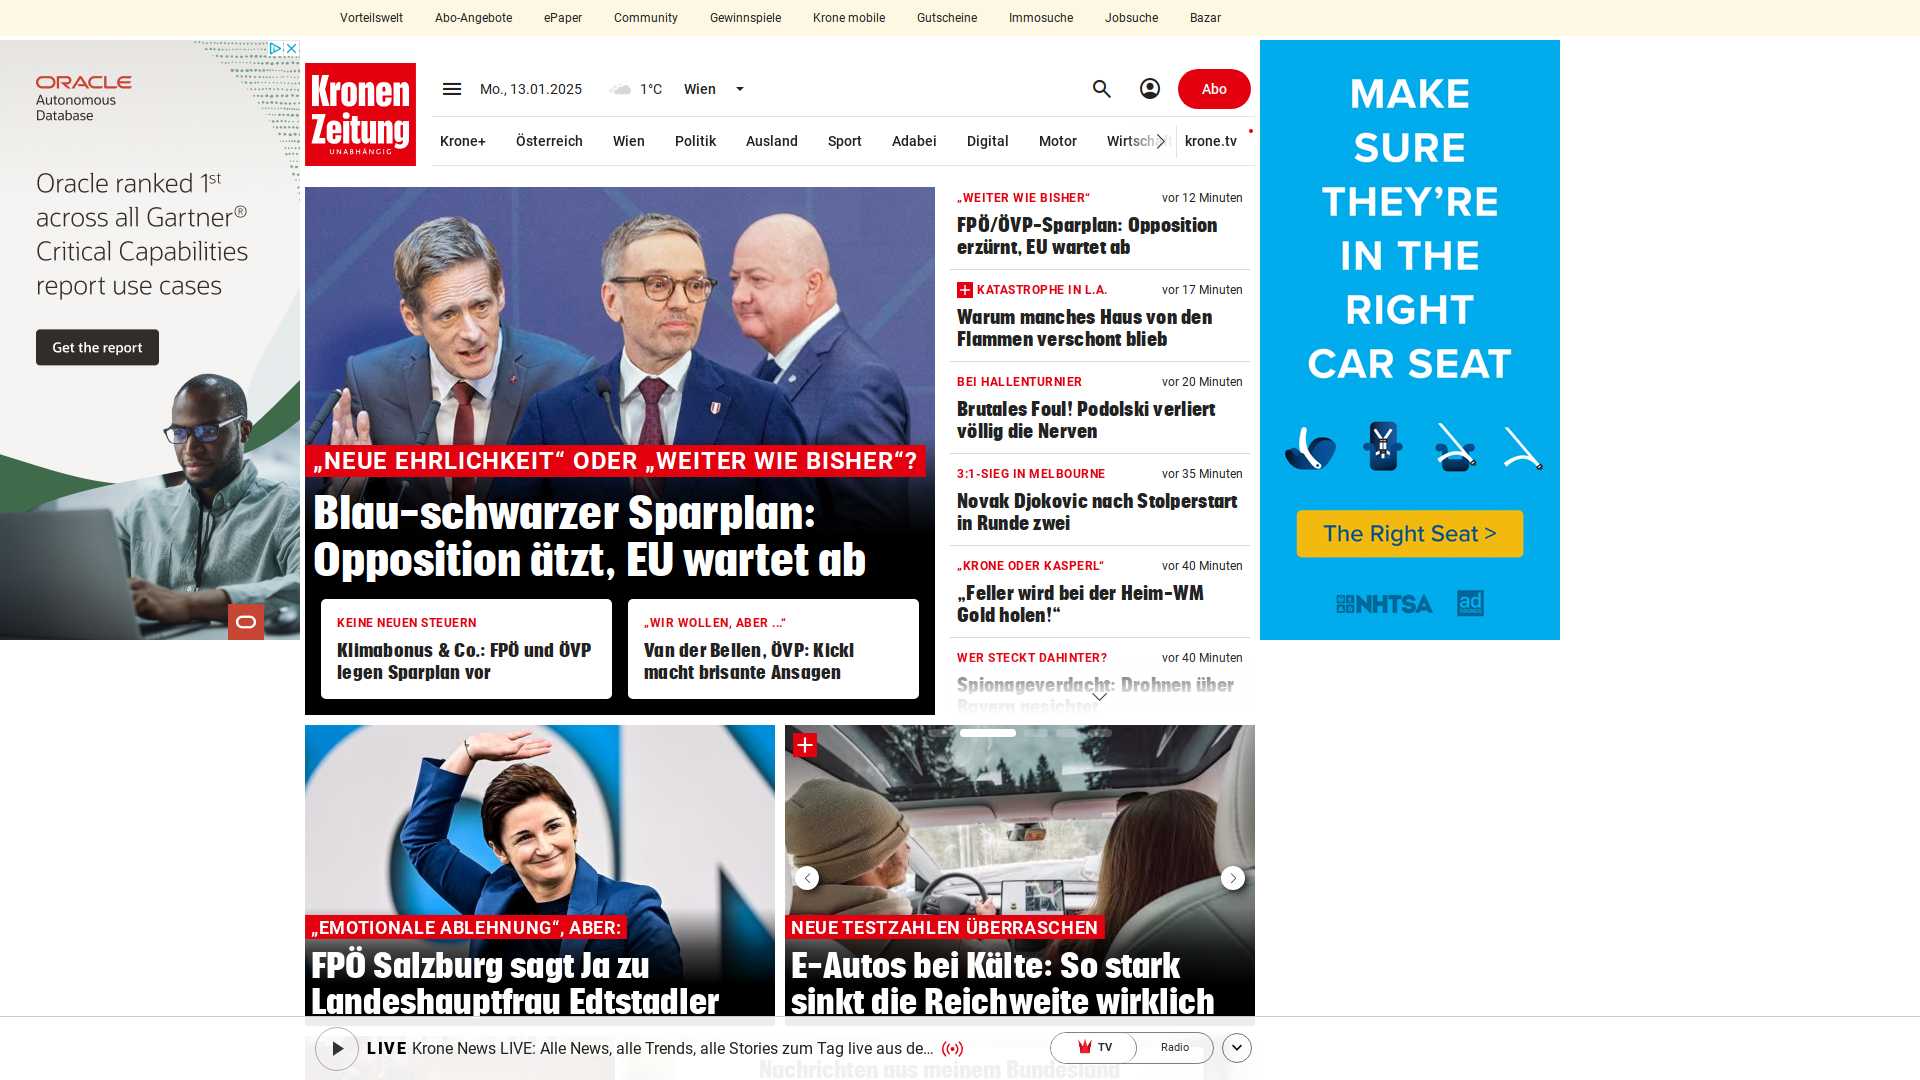 Vorteilswelt
Abo-Angebote
ePaper
Community
Gewinnspiele
Krone mobile
Gutscheine
Immosuche
Jobsuche
Bazar
ORACLE
Autonomous
Database
Oracle ranked 1st
across all Gartner®
Critical Capabilities
report use cases
Get the report
Kronen
Zeitung
UNABHÄNGIG
Mo., 13.01.2025
1°C
Wien
Abo
Krone+
Österreich
Wien
Politik
Ausland
Sport
Adabei
Digital
Motor
krone.tv
„NEUE EHRLICHKEIT“ ODER „WEITER WIE BISHER“?
Blau-schwarzer Sparplan:
Opposition ätzt, EU wartet ab
KEINE NEUEN STEUERN
Klimabonus & Co.: FPÖ und ÖVP
legen Sparplan vor
„WIR WOLLEN, ABER ...“
Van der Bellen, ÖVP: Kickl
macht brisante Ansagen
„WEITER WIE BISHER“
vor 12 Minuten
FPÖ/ÖVP-Sparplan: Opposition
erzürnt, EU wartet ab
KATASTROPHE IN L.A.
vor 17 Minuten
Warum manches Haus von den
Flammen verschont blieb
BEI HALLENTURNIER
vor 20 Minuten
Brutales Foul! Podolski verliert
völlig die Nerven
3:1-SIEG IN MELBOURNE
vor 35 Minuten
Novak Djokovic nach Stolperstart
in Runde zwei
„KRONE ODER KASPERL“
vor 40 Minuten
„Feller wird bei der Heim-WM
Gold holen!“
WER STECKT DAHINTER?
vor 40 Minuten
Spionageverdacht: Drohnen über
Bayern gesichtet
MAKE
SURE
THEY’RE
IN THE
RIGHT
CAR SEAT
The Right Seat >
NHTSA
ad
„EMOTIONALE ABLEHNUNG“, ABER:
FPÖ Salzburg sagt Ja zu
Landeshauptfrau Edtstadler
NEUE TESTZAHLEN ÜBERRASCHEN
E-Autos bei Kälte: So stark
sinkt die Reichweite wirklich
LIVE Krone News LIVE: Alle News, alle Trends, alle Stories zum Tag live aus de...
TV
Radio
Nachrichten aus meinem Bundesland